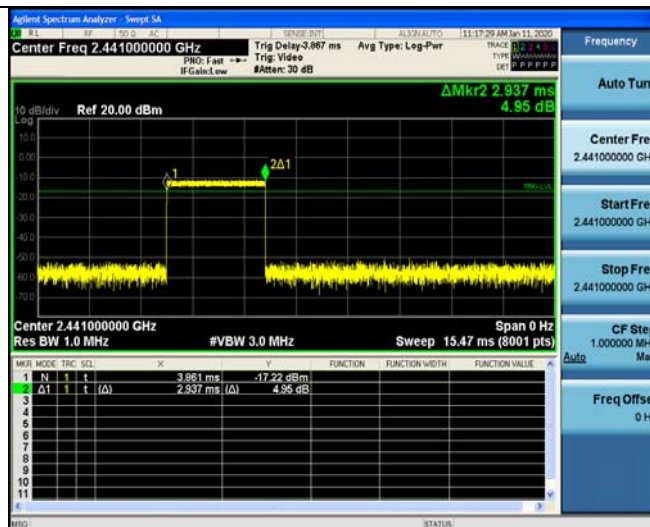 Agilent Spectrum Analyzer - Swept SA
RL RF 50 Ω AC SENSE:INT ALIGNAUTO 11:17:29 AM Jan 11, 2020
Center Freq 2.441000000 GHz
PNO: Fast
IFGain:Low
Trig Delay-3.867 ms
Trig: Video
#Atten: 30 dB
Avg Type: Log-Pwr
TRACE 1 2 3 4 5 6
TYPE
DET P P P P P P
ΔMkr2 2.937 ms
4.95 dB
10 dB/div Ref 20.00 dBm
Log
10.0
0.00
-10.0
-20.0
-30.0
-40.0
-50.0
-60.0
-70.0
1
2Δ1
TRIG LVL
Center 2.441000000 GHz Span 0 Hz
Res BW 1.0 MHz #VBW 3.0 MHz Sweep 15.47 ms (8001 pts)
MKR MODE TRC SCL X Y FUNCTION FUNCTION WIDTH FUNCTION VALUE
1 N 1 t 3.861 ms -17.22 dBm
2 Δ1 1 t (Δ) 2.937 ms (Δ) 4.95 dB
3
4
5
6
7
8
9
10
11
MSG STATUS
Frequency
Auto Tun
Center Fre
2.441000000 GH
Start Fre
2.441000000 GH
Stop Fre
2.441000000 GH
CF Ste
1.000000 MH
Auto Ma
Freq Offse
0 H